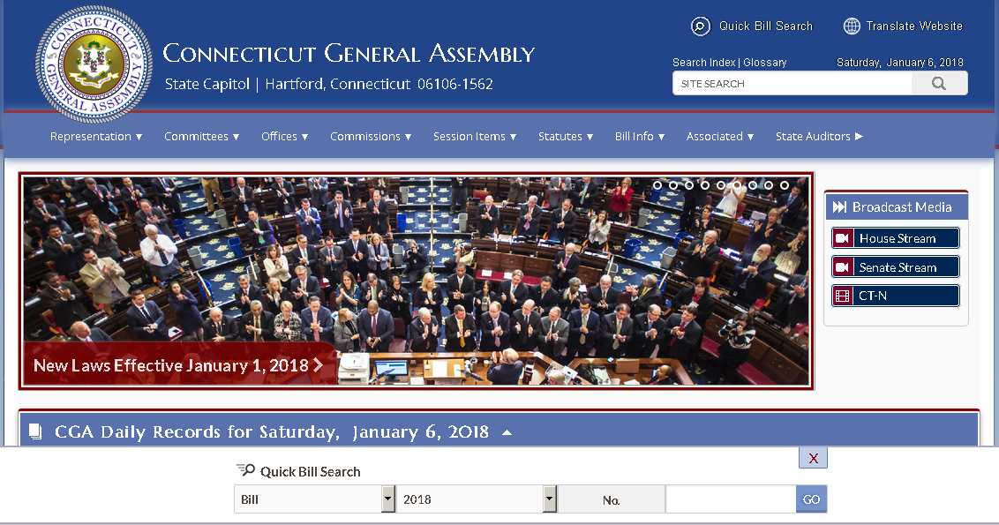 CONNECTICUT
GENERAL ASSEMBLY
Quick Bill Search
Translate Website
CONNECTICUT GENERAL ASSEMBLY
State Capitol | Hartford, Connecticut 06106-1562
Search Index | Glossary
Saturday, January 6, 2018
SITE SEARCH
Representation ▼ Committees ▼ Offices ▼ Commissions ▼ Session Items ▼ Statutes ▼ Bill Info ▼ Associated ▼ State Auditors ►
Broadcast Media
House Stream
Senate Stream
CT-N
New Laws Effective January 1, 2018
CGA Daily Records for Saturday, January 6, 2018
X
Quick Bill Search
Bill 2018 No. GO